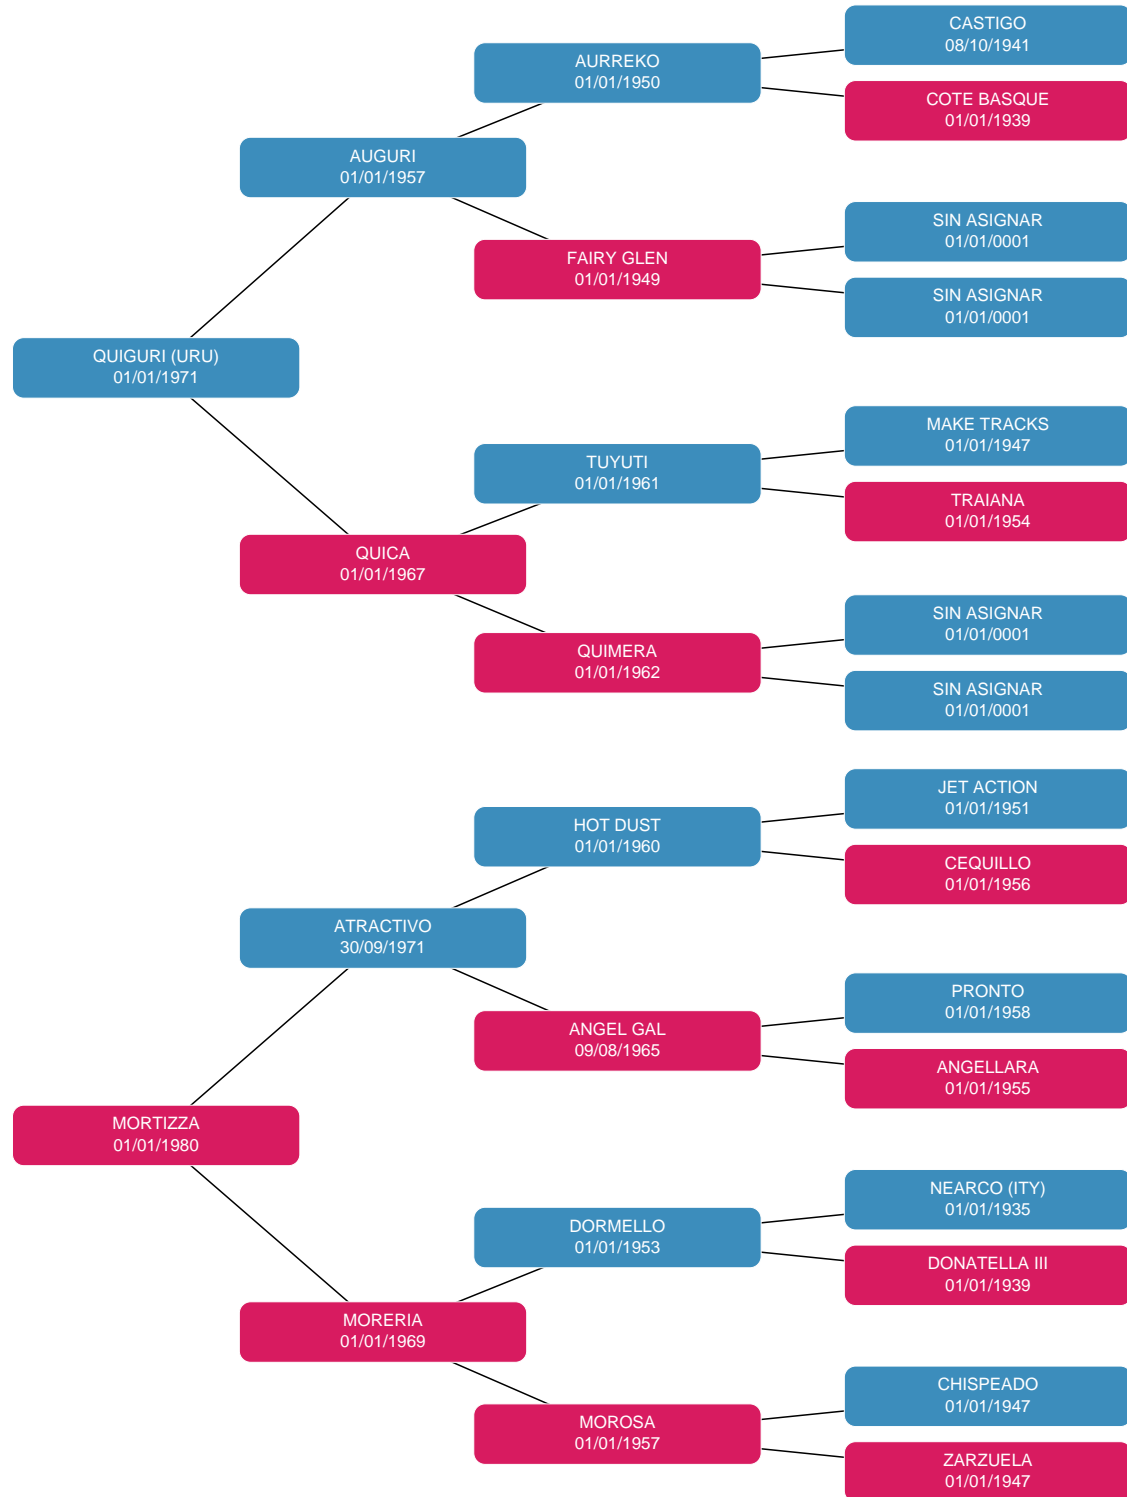 CASTIGO
08/10/1941
AURREKO
01/01/1950
COTE BASQUE
01/01/1939
AUGURI
01/01/1957
SIN ASIGNAR
01/01/0001
FAIRY GLEN
01/01/1949
SIN ASIGNAR
01/01/0001
QUIGURI (URU)
01/01/1971
MAKE TRACKS
01/01/1947
TUYUTI
01/01/1961
TRAIANA
01/01/1954
QUICA
01/01/1967
SIN ASIGNAR
01/01/0001
QUIMERA
01/01/1962
SIN ASIGNAR
01/01/0001
JET ACTION
01/01/1951
HOT DUST
01/01/1960
CEQUILLO
01/01/1956
ATRACTIVO
30/09/1971
PRONTO
01/01/1958
ANGEL GAL
09/08/1965
ANGELLARA
01/01/1955
MORTIZZA
01/01/1980
NEARCO (ITY)
01/01/1935
DORMELLO
01/01/1953
DONATELLA III
01/01/1939
MORERIA
01/01/1969
CHISPEADO
01/01/1947
MOROSA
01/01/1957
ZARZUELA
01/01/1947